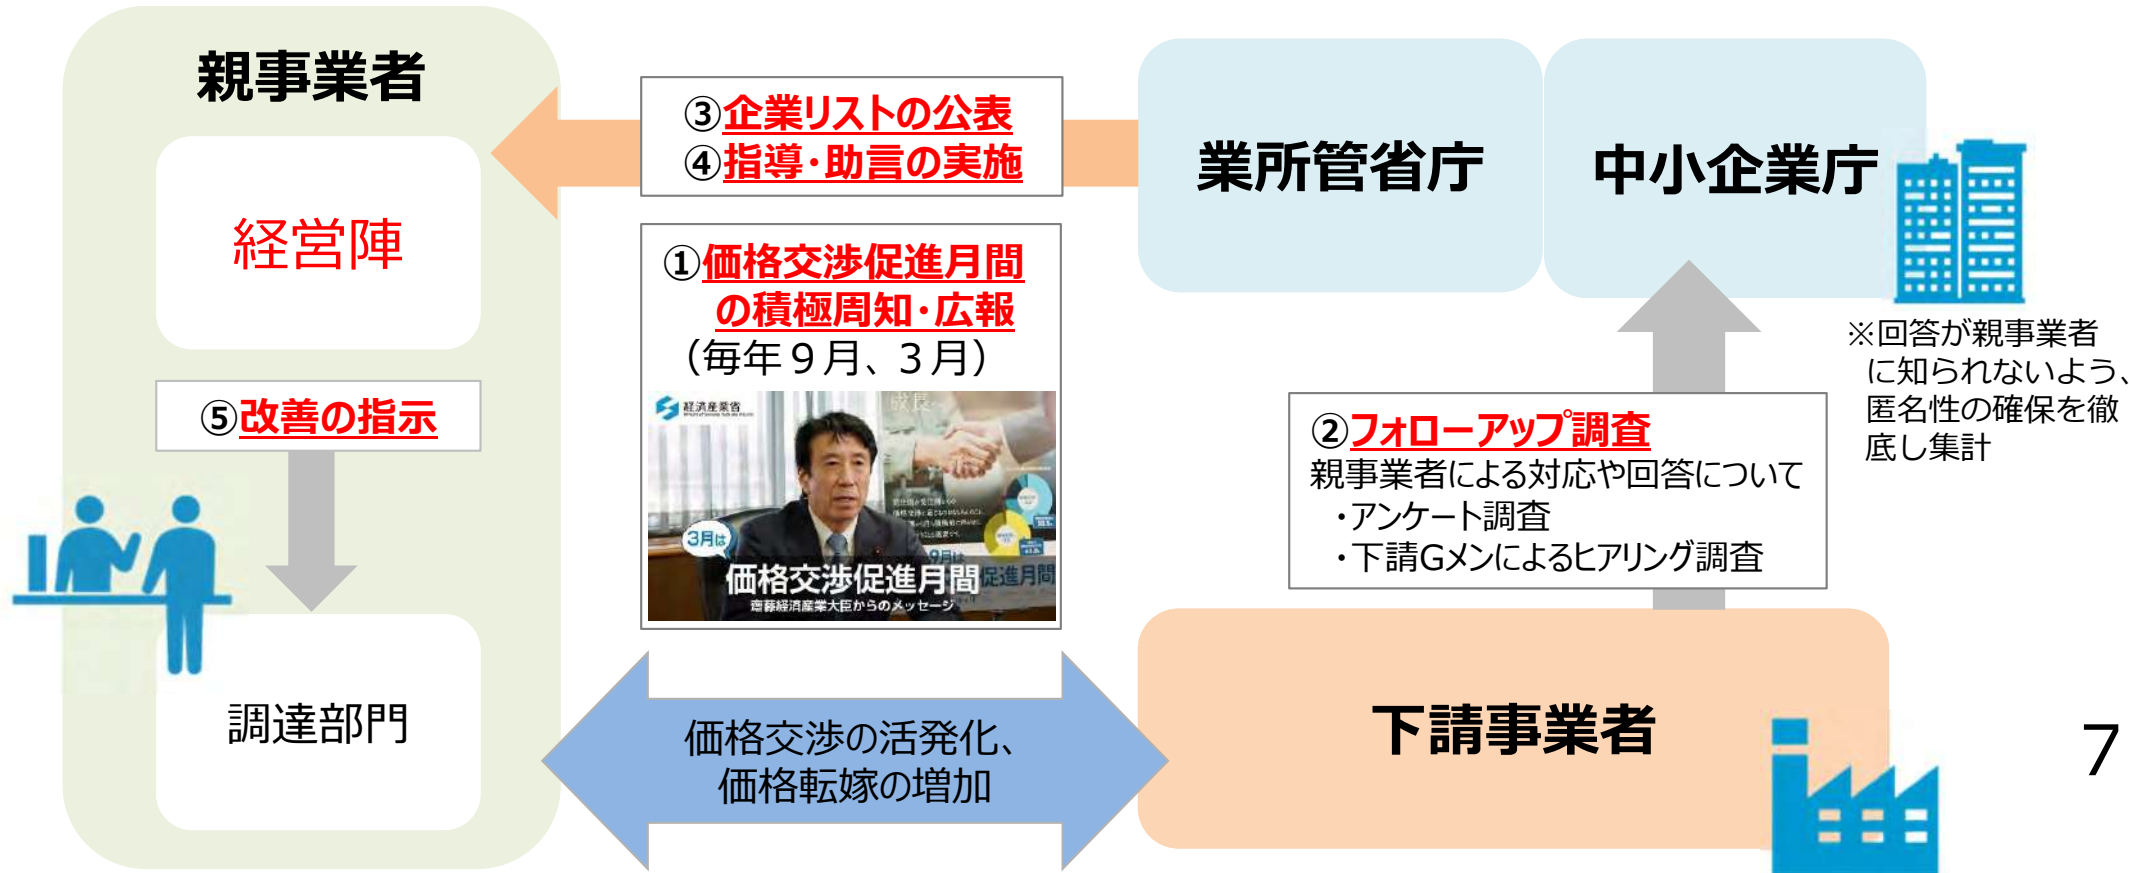 親事業者
経営陣
⑤改善の指示
調達部門
③企業リストの公表
④指導・助言の実施
①価格交渉促進月間
の積極周知・広報
（毎年９月、３月）
経済産業省
成長へ
3月は
9月は
価格交渉促進月間
促進月間
齋藤経済産業大臣からのメッセージ
価格交渉の活発化、
価格転嫁の増加
業所管省庁
中小企業庁
※回答が親事業者
に知られないよう、
匿名性の確保を徹
底し集計
②フォローアップ調査
親事業者による対応や回答について
・アンケート調査
・下請Gメンによるヒアリング調査
下請事業者
7